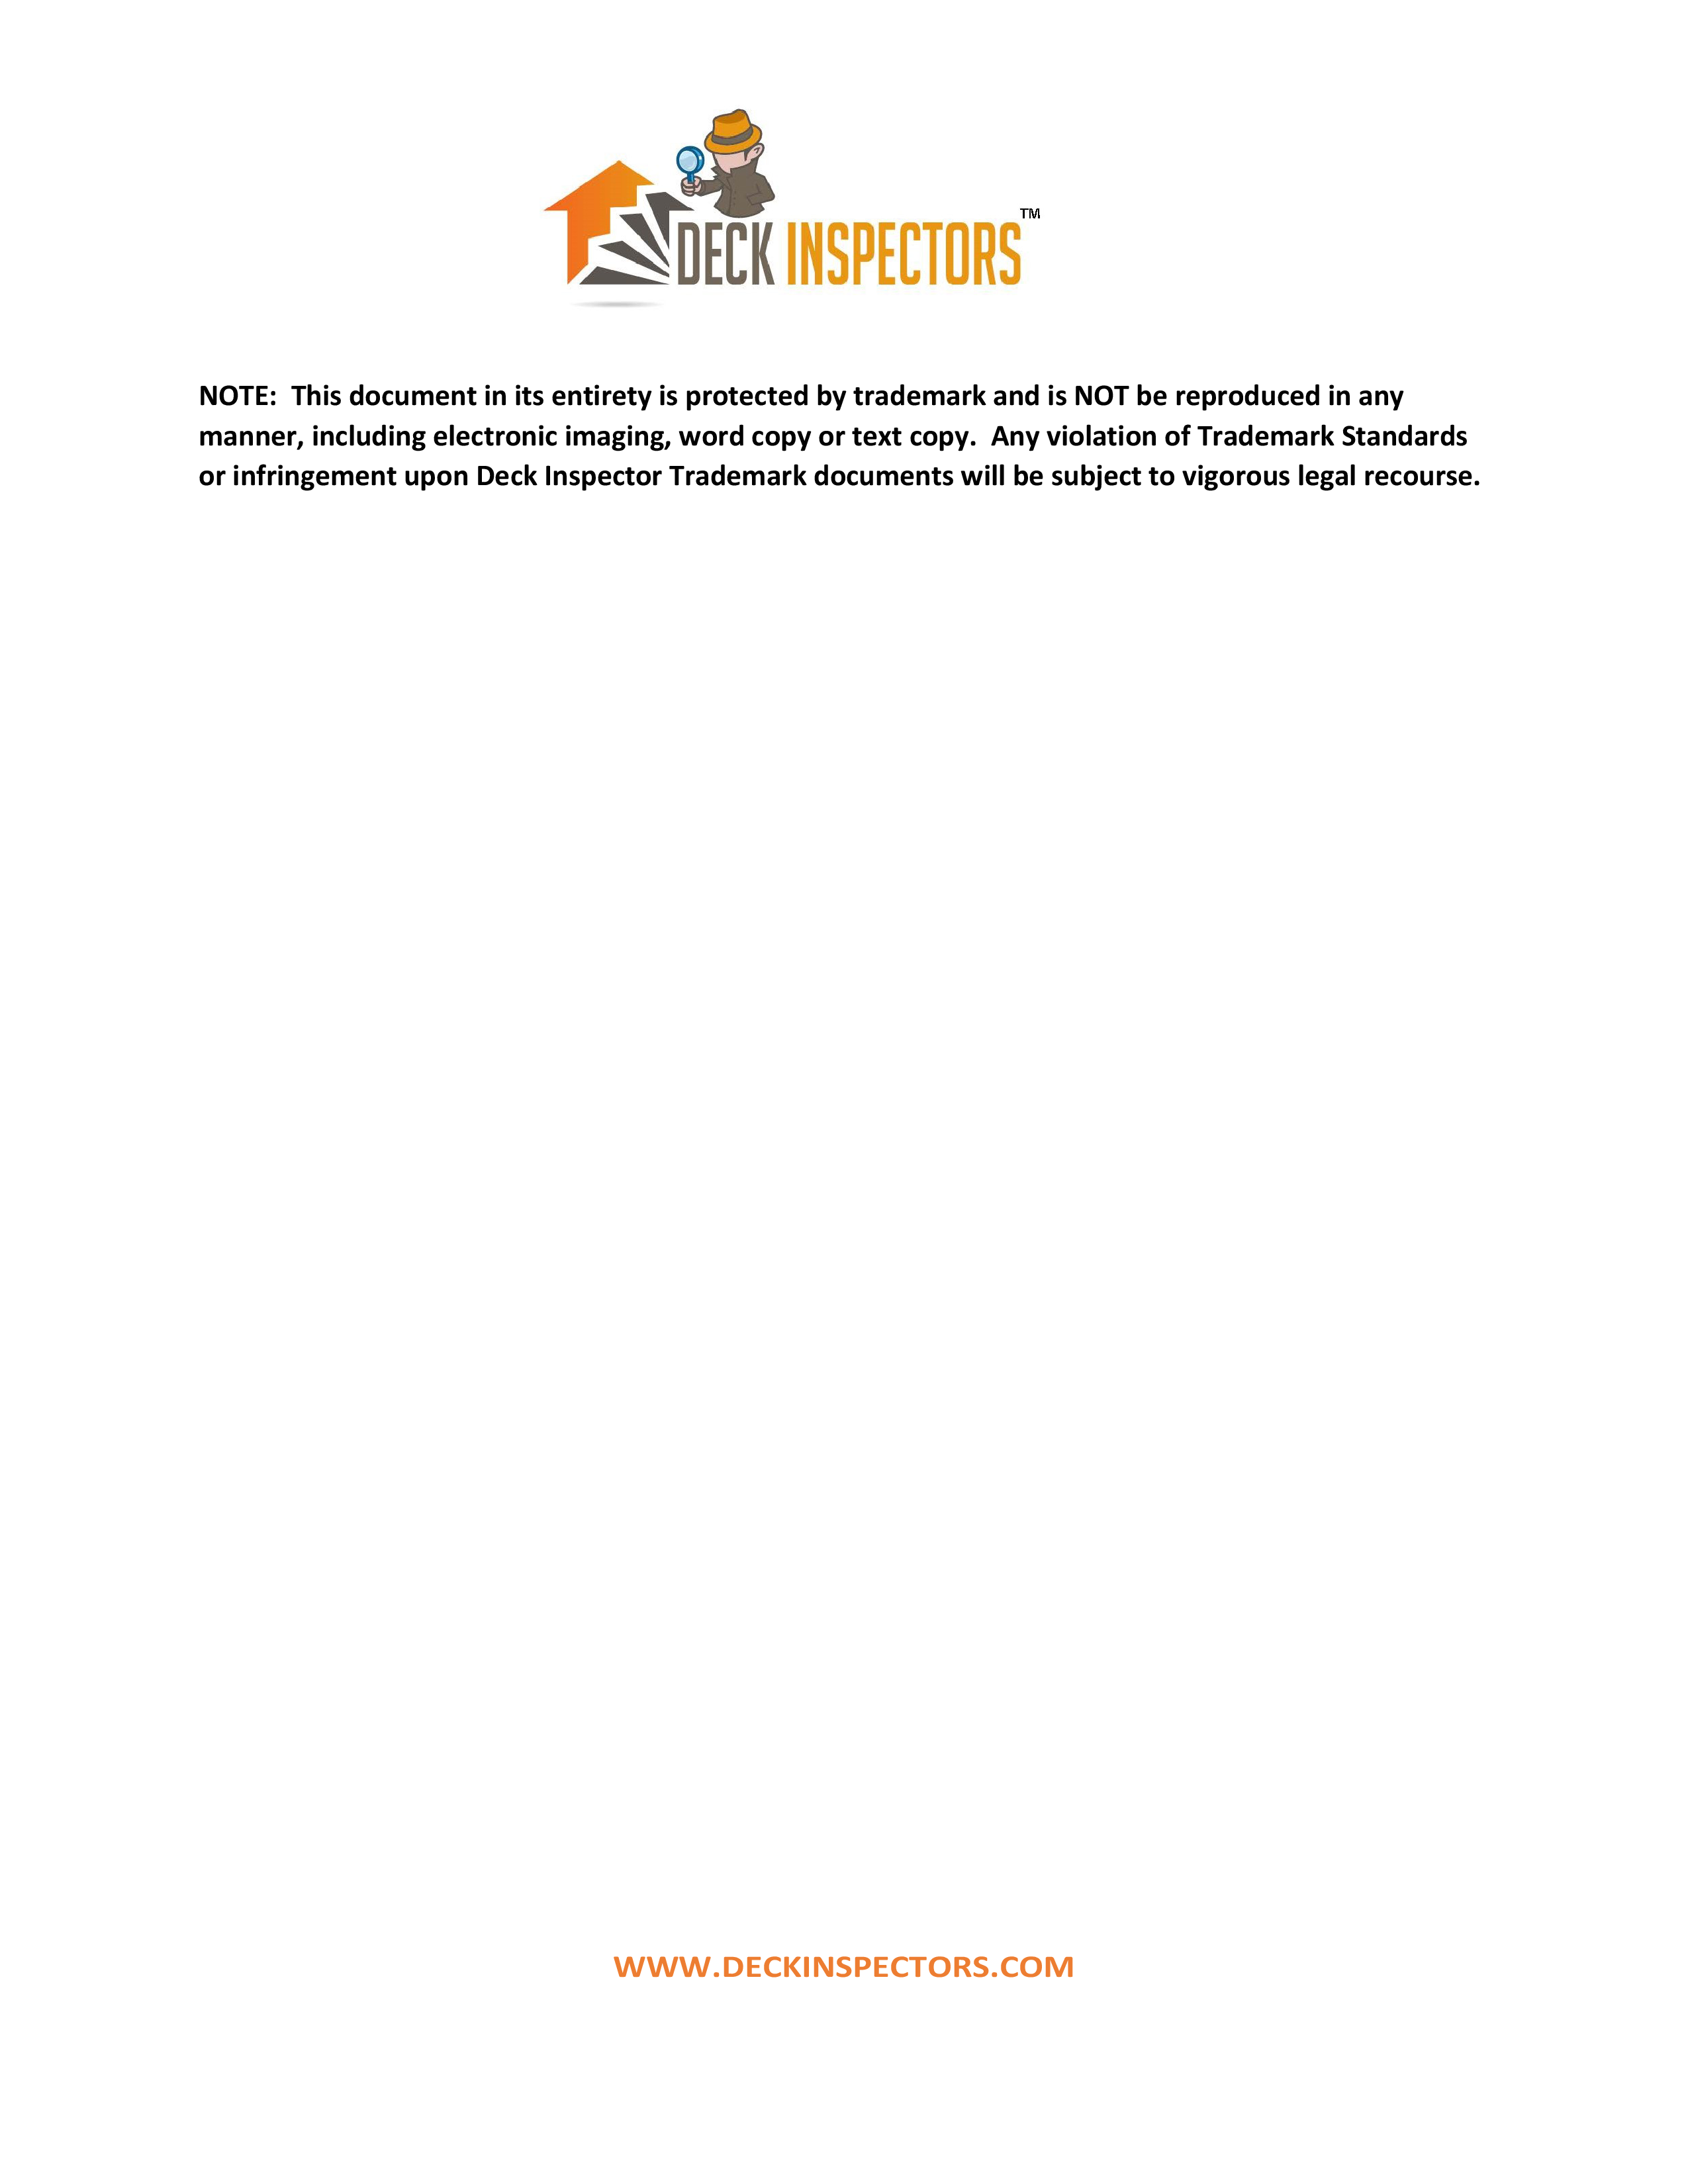 DECK INSPECTORS™
NOTE:  This document in its entirety is protected by trademark and is NOT be reproduced in any
manner, including electronic imaging, word copy or text copy.  Any violation of Trademark Standards
or infringement upon Deck Inspector Trademark documents will be subject to vigorous legal recourse.
WWW.DECKINSPECTORS.COM